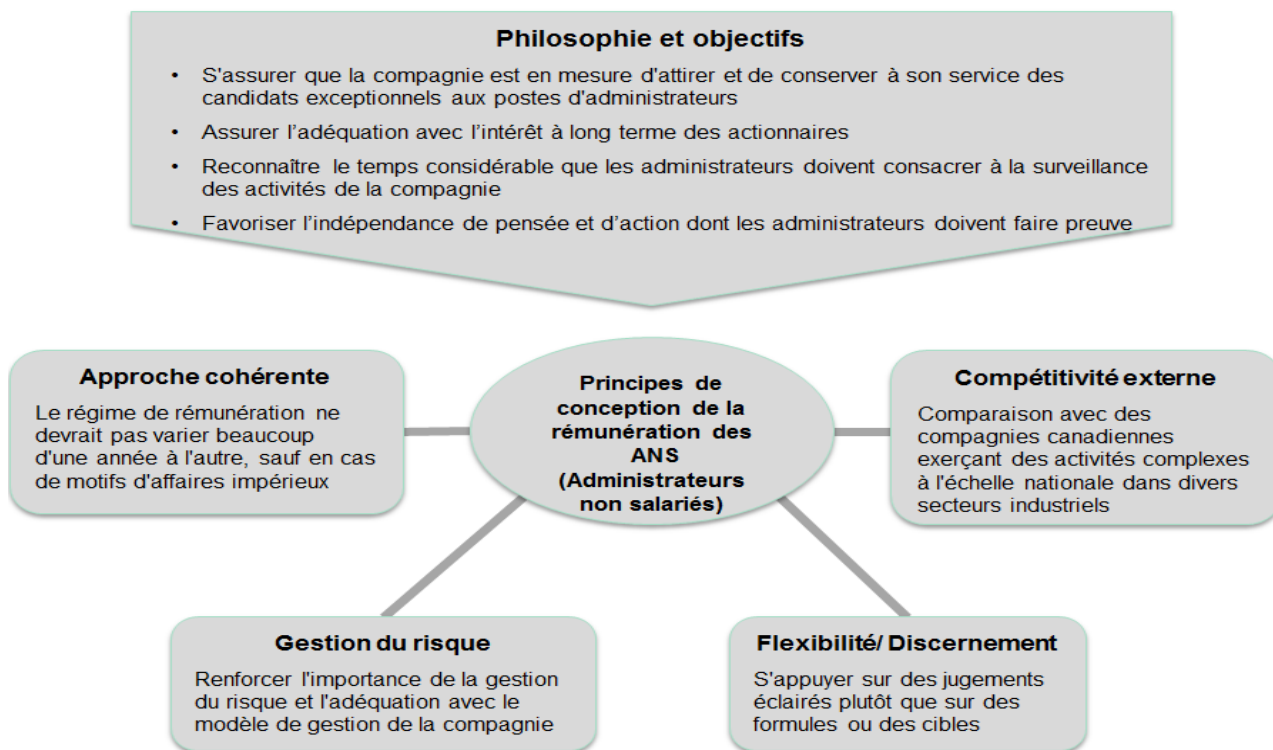 Philosophie et objectifs
• S'assurer que la compagnie est en mesure d'attirer et de conserver à son service des
candidats exceptionnels aux postes d'administrateurs
• Assurer l’adéquation avec l’intérêt à long terme des actionnaires
• Reconnaître le temps considérable que les administrateurs doivent consacrer à la surveillance
des activités de la compagnie
• Favoriser l’indépendance de pensée et d’action dont les administrateurs doivent faire preuve
Approche cohérente
Le régime de rémunération ne
devrait pas varier beaucoup
d'une année à l'autre, sauf en cas
de motifs d'affaires impérieux
Principes de
conception de la
rémunération des
ANS
(Administrateurs
non salariés)
Compétitivité externe
Comparaison avec des
compagnies canadiennes
exerçant des activités complexes
à l'échelle nationale dans divers
secteurs industriels
Gestion du risque
Renforcer l'importance de la gestion
du risque et l'adéquation avec le
modèle de gestion de la compagnie
Flexibilité/ Discernement
S'appuyer sur des jugements
éclairés plutôt que sur des
formules ou des cibles